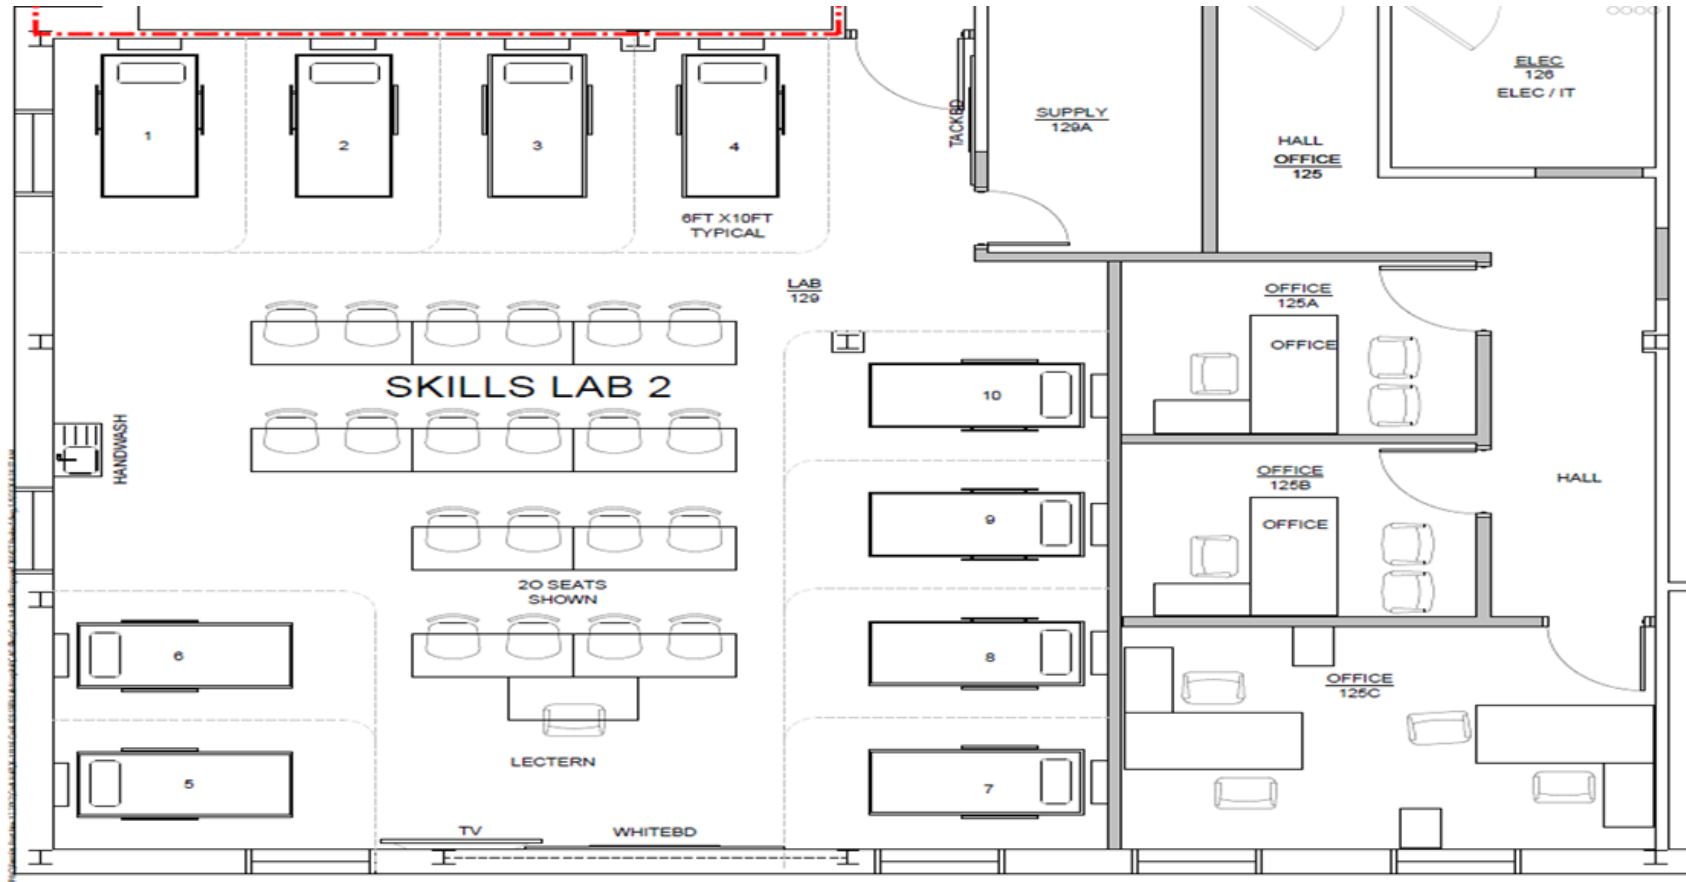 1
2
3
4
6FT X10FT
TYPICAL
TACKBD
SUPPLY
129A
HALL
OFFICE
125
ELEC
126
ELEC / IT
LAB
129
OFFICE
125A
OFFICE
SKILLS LAB 2
10
HANDWASH
OFFICE
125B
OFFICE
HALL
9
2O SEATS
SHOWN
6
8
OFFICE
125C
LECTERN
5
7
TV
WHITEBD